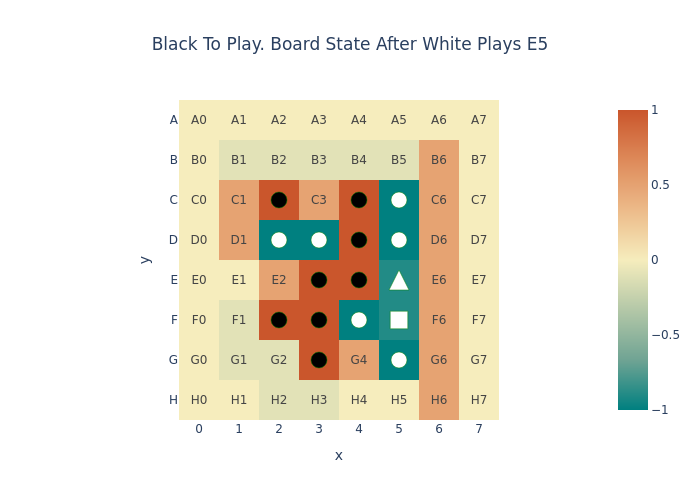 Black To Play. Board State After White Plays E5
A A0 A1 A2 A3 A4 A5 A6 A7
B B0 B1 B2 B3 B4 B5 B6 B7
C C0 C1 C3 C6 C7
D D0 D1 D6 D7
E E0 E1 E2 E6 E7
F F0 F1 F6 F7
G G0 G1 G2 G4 G6 G7
H H0 H1 H2 H3 H4 H5 H6 H7
0 1 2 3 4 5 6 7
x
y
1
0.5
0
−0.5
−1